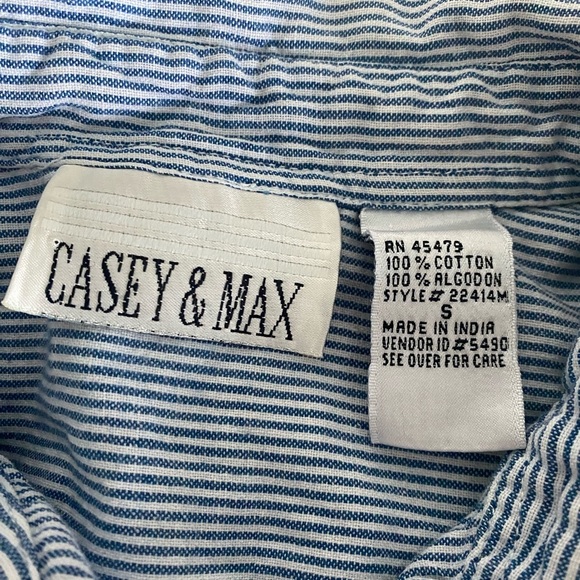 CASEY & MAX
RN 45479
100% COTTON
100% ALGODON
STYLE# 22414M
S
MADE IN INDIA
VENDOR ID #5490
SEE OVER FOR CARE